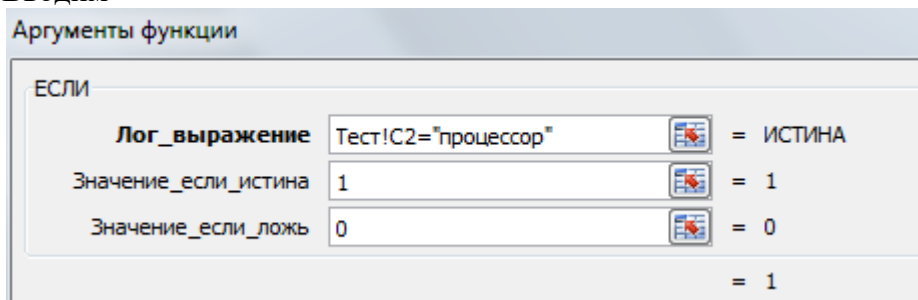 Аргументы функции
ЕСЛИ
Лог_выражение Тест!C2="процессор" = ИСТИНА
Значение_если_истина 1 = 1
Значение_если_ложь 0 = 0
= 1